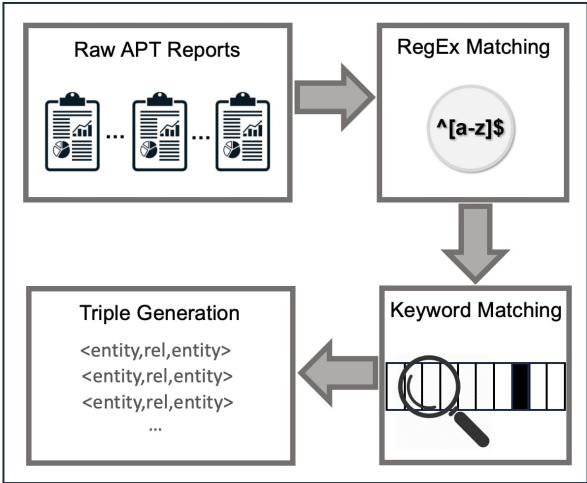 Raw APT Reports
... ...
RegEx Matching
^[a-z]$
Keyword Matching
Triple Generation
<entity,rel,entity>
<entity,rel,entity>
<entity,rel,entity>
...